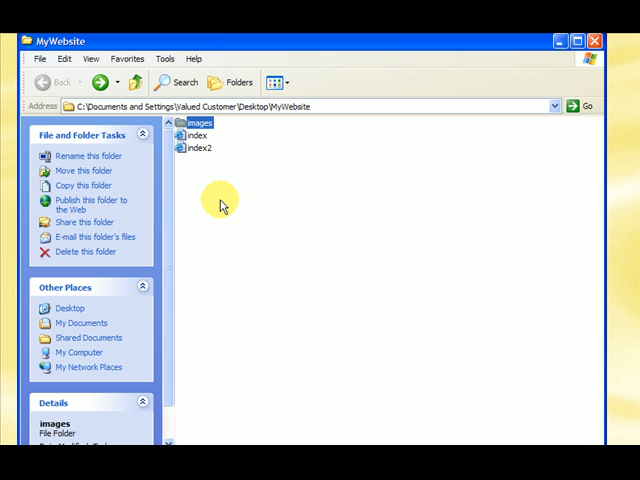 MyWebsite
File Edit View Favorites Tools Help
Back Search Folders
Address C:\Documents and Settings\Valued Customer\Desktop\MyWebsite Go
File and Folder Tasks
Rename this folder
Move this folder
Copy this folder
Publish this folder to
the Web
Share this folder
E-mail this folder's files
Delete this folder
Other Places
Desktop
My Documents
Shared Documents
My Computer
My Network Places
Details
images
File Folder
images
index
index2